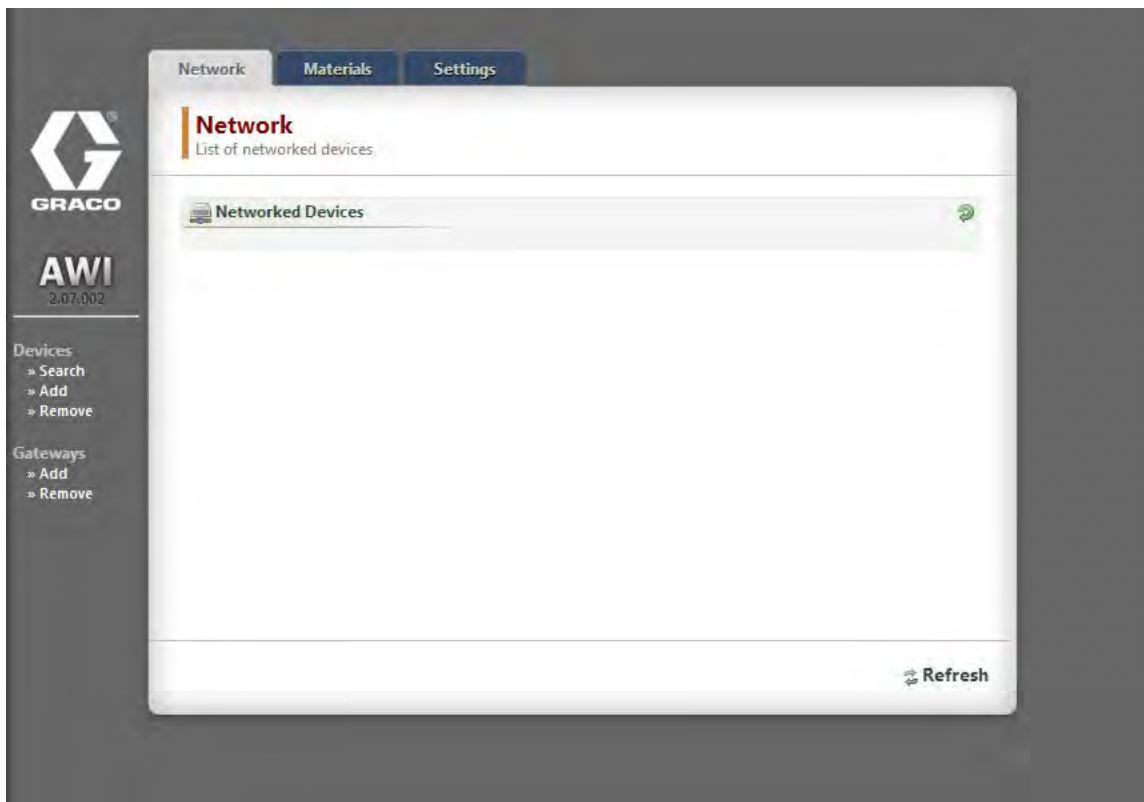 Network
Materials
Settings
GRACO
AWI
2.07.002
Devices
» Search
» Add
» Remove
Gateways
» Add
» Remove
Network
List of networked devices
Networked Devices
Refresh